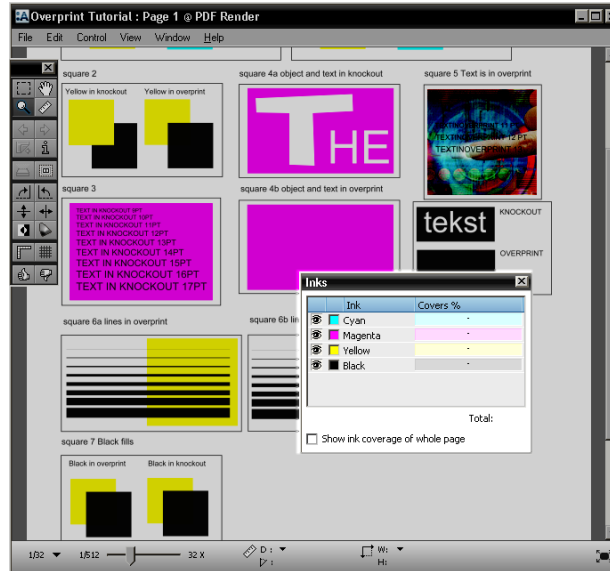 Overprint Tutorial : Page 1 @ PDF Render
File Edit Control View Window Help
square 2
square 4a object and text in knockout
square 5 Text is in overprint
Yellow in knockout
Yellow in overprint
THE
TEXTINOVERPRINT 12PT
square 3
square 4b object and text in overprint
TEXT IN KNOCKOUT 9PT
TEXT IN KNOCKOUT 10PT
TEXT IN KNOCKOUT 11PT
TEXT IN KNOCKOUT 12PT
TEXT IN KNOCKOUT 13PT
TEXT IN KNOCKOUT 14PT
TEXT IN KNOCKOUT 15PT
TEXT IN KNOCKOUT 16PT
TEXT IN KNOCKOUT 17PT
tekst
KNOCKOUT
OVERPRINT
Inks
Ink Covers %
Cyan -
Magenta -
Yellow -
Black -
Total:
Show ink coverage of whole page
square 6a lines in overprint
square 6b lin
square 7 Black fills
Black in overprint
Black in knockout
1/32 1/512 32 X D : W:
H: